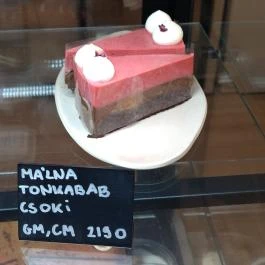 MÁLNA
TONKABAB
CSOKi
GM, CM 2190